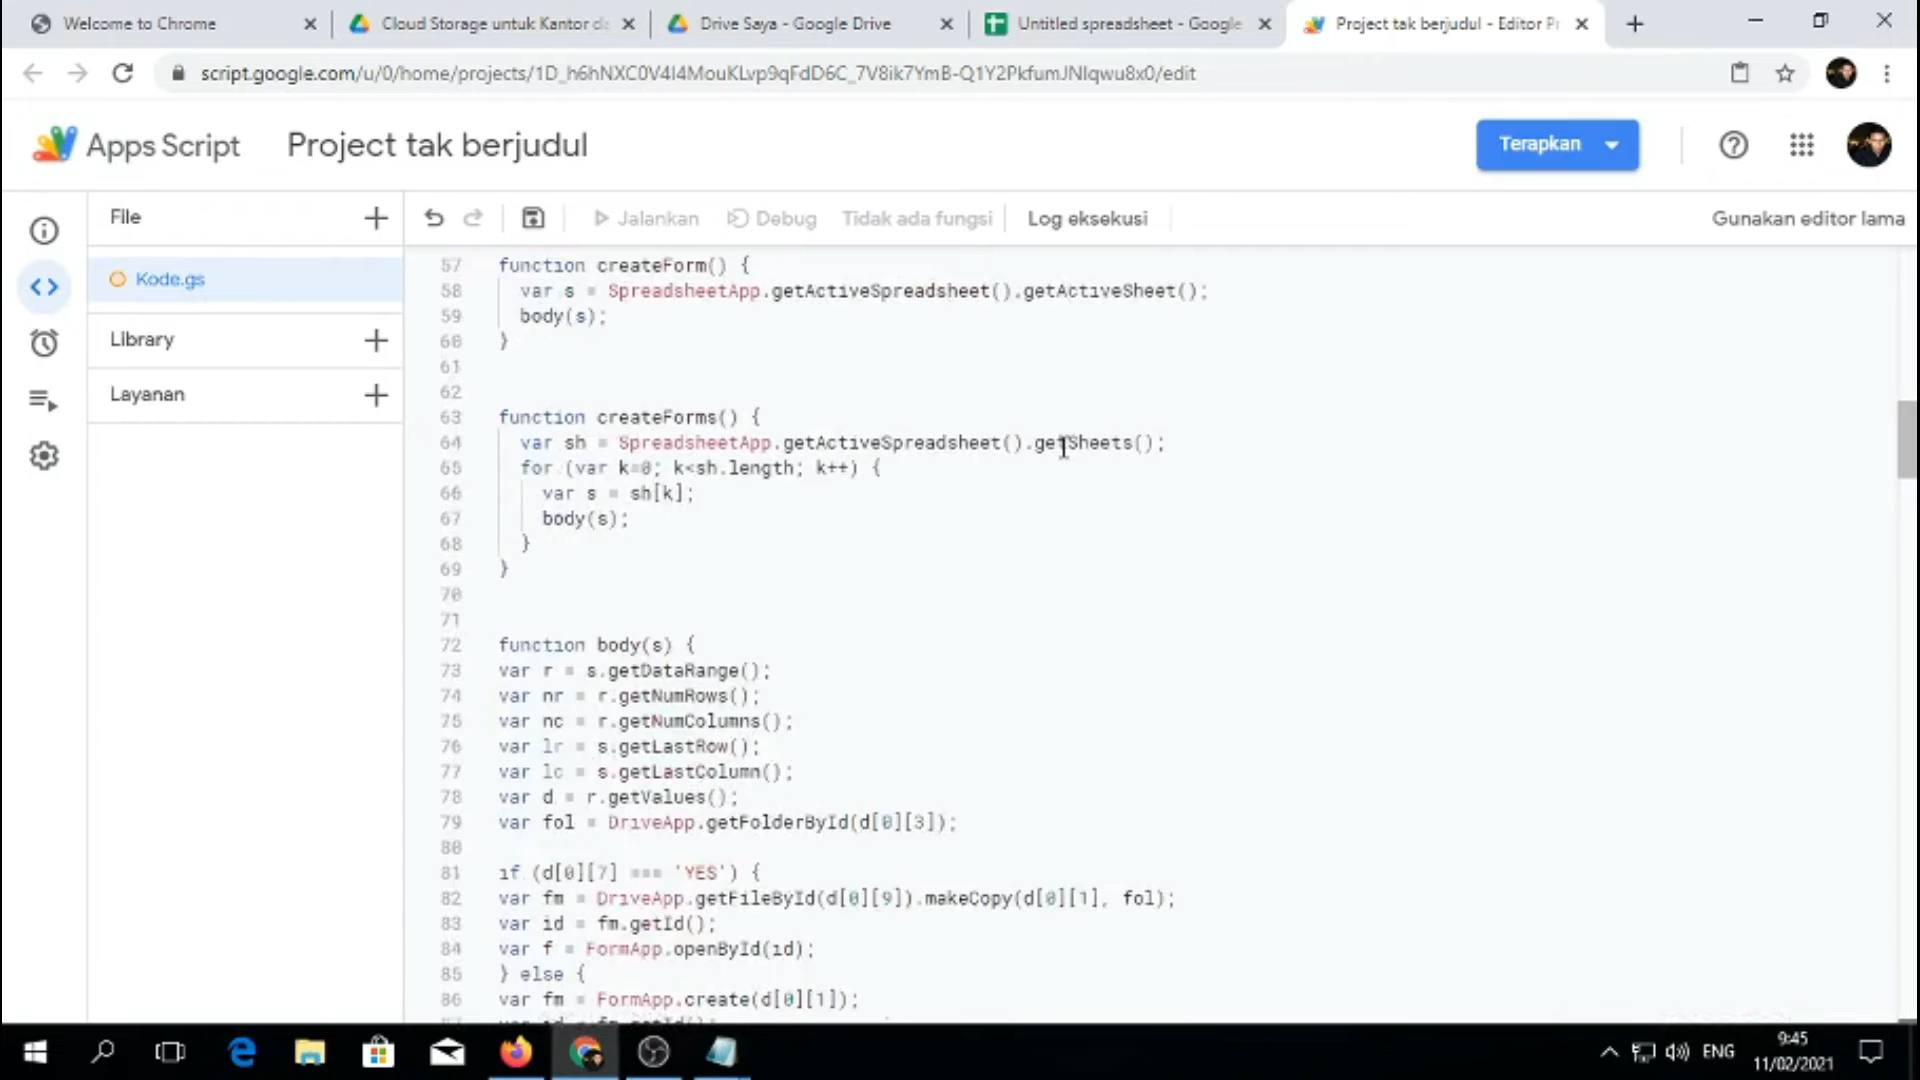 Welcome to Chrome
Cloud Storage untuk Kantor d
Drive Saya - Google Drive
Untitled spreadsheet - Google
Project tak berjudul - Editor Pr
script.google.com/u/0/home/projects/1D_h6hNXC0V4I4MouKLvp9qFdD6C_7V8ik7YmB-Q1Y2PkfumJNIqwu8x0/edit
Apps Script
Project tak berjudul
Terapkan
File
Jalankan
Debug
Tidak ada fungsi
Log eksekusi
Gunakan editor lama
Kode.gs
Library
Layanan
57 function createForm() {
58 var s = SpreadsheetApp.getActiveSpreadsheet().getActiveSheet();
59 body(s);
60 }
61
62
63 function createForms() {
64 var sh = SpreadsheetApp.getActiveSpreadsheet().getSheets();
65 for (var k=0; k<sh.length; k++) {
66 var s = sh[k];
67 body(s);
68 }
69 }
70
71
72 function body(s) {
73 var r = s.getDataRange();
74 var nr = r.getNumRows();
75 var nc = r.getNumColumns();
76 var lr = s.getLastRow();
77 var lc = s.getLastColumn();
78 var d = r.getValues();
79 var fol = DriveApp.getFolderById(d[0][3]);
80
81 if (d[0][7] === 'YES') {
82 var fm = DriveApp.getFileById(d[0][9]).makeCopy(d[0][1], fol);
83 var id = fm.getId();
84 var f = FormApp.openById(id);
85 } else {
86 var fm = FormApp.create(d[0][1]);
ENG
9:45
11/02/2021